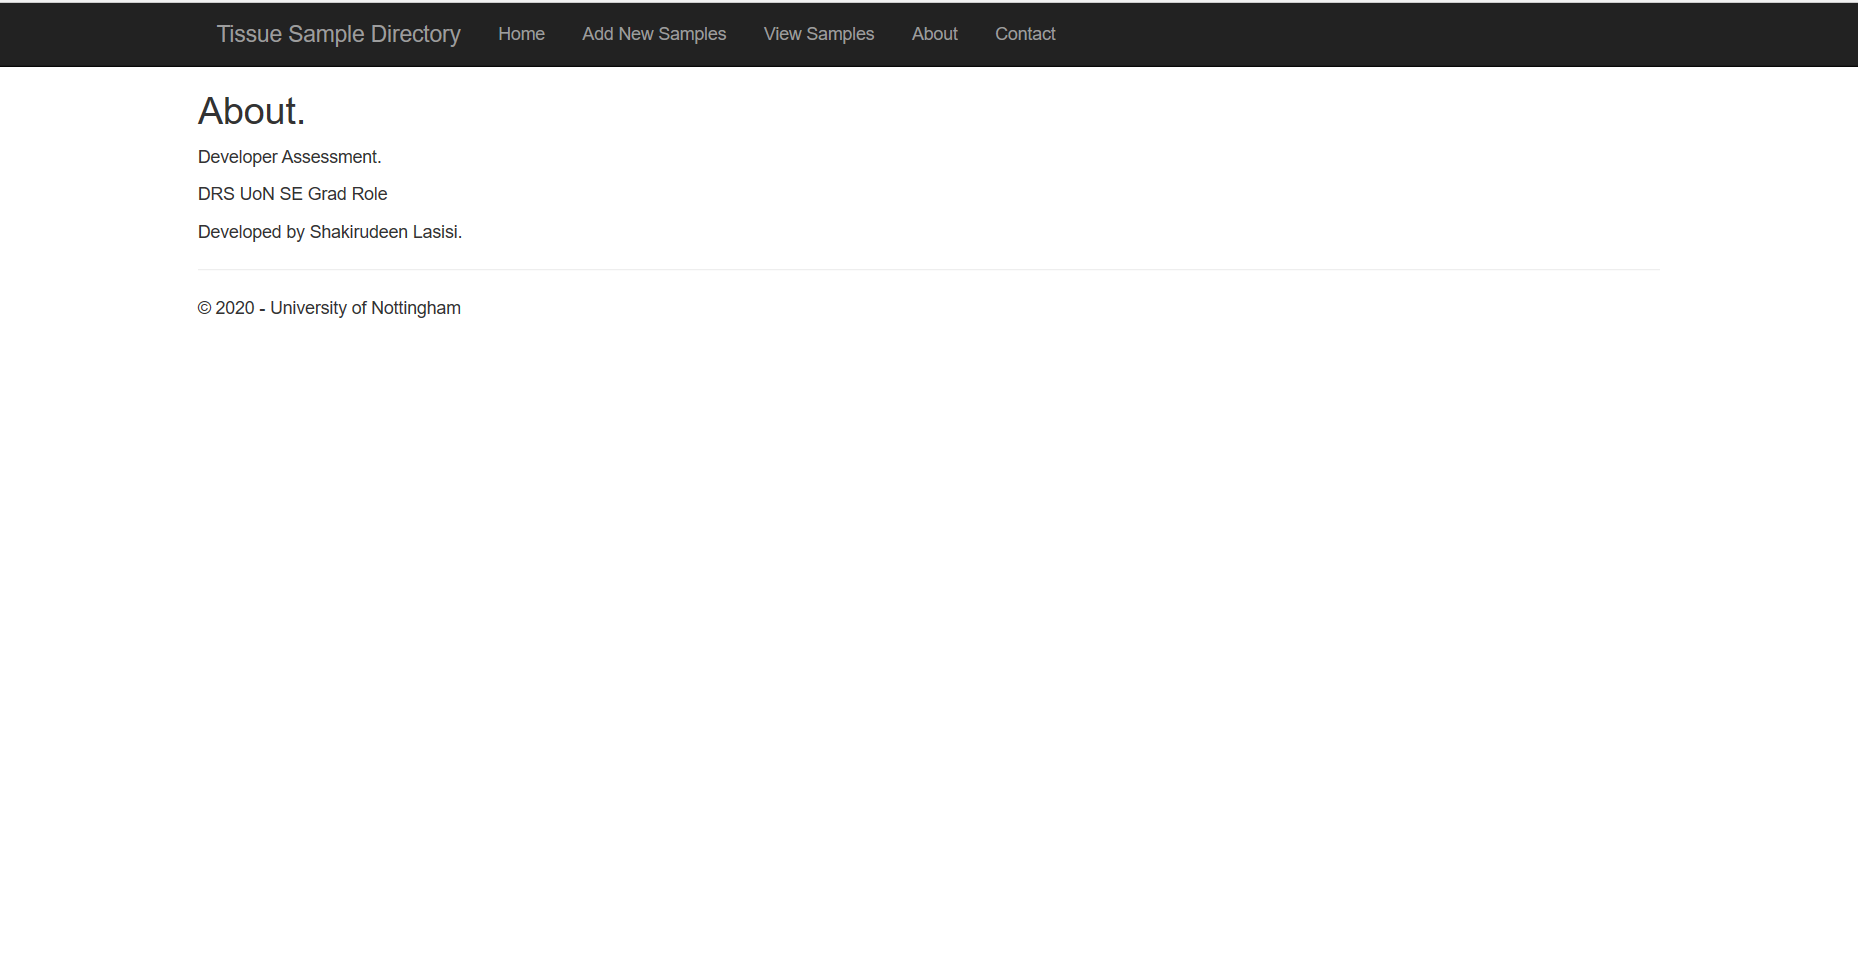 Tissue Sample Directory Home Add New Samples View Samples About Contact
About.
Developer Assessment.
DRS UoN SE Grad Role
Developed by Shakirudeen Lasisi.
© 2020 - University of Nottingham